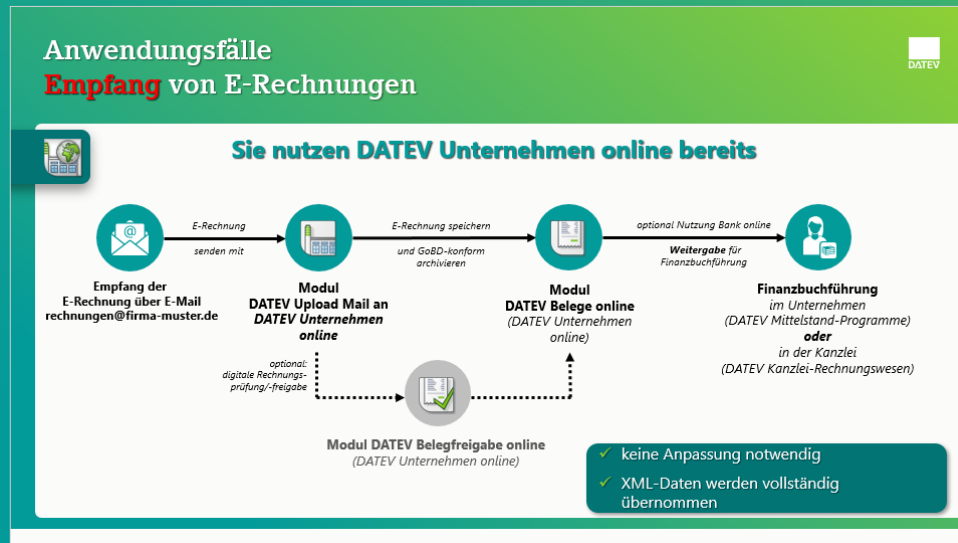 Anwendungsfälle
Empfang von E-Rechnungen
DATEV
Sie nutzen DATEV Unternehmen online bereits
@
E-Rechnung
senden mit
E-Rechnung speichern
und GoBD-konform
archivieren
optional Nutzung Bank online
Weitergabe für
Finanzbuchführung
Empfang der
E-Rechnung über E-Mail
rechnungen@firma-muster.de
Modul
DATEV Upload Mail an
DATEV Unternehmen
online
Modul
DATEV Belege online
(DATEV Unternehmen
online)
Finanzbuchführung
im Unternehmen
(DATEV Mittelstand-Programme)
oder
in der Kanzlei
(DATEV Kanzlei-Rechnungswesen)
optional:
digitale Rechnungs-
prüfung/-freigabe
Modul DATEV Belegfreigabe online
(DATEV Unternehmen online)
✓ keine Anpassung notwendig
✓ XML-Daten werden vollständig
übernommen